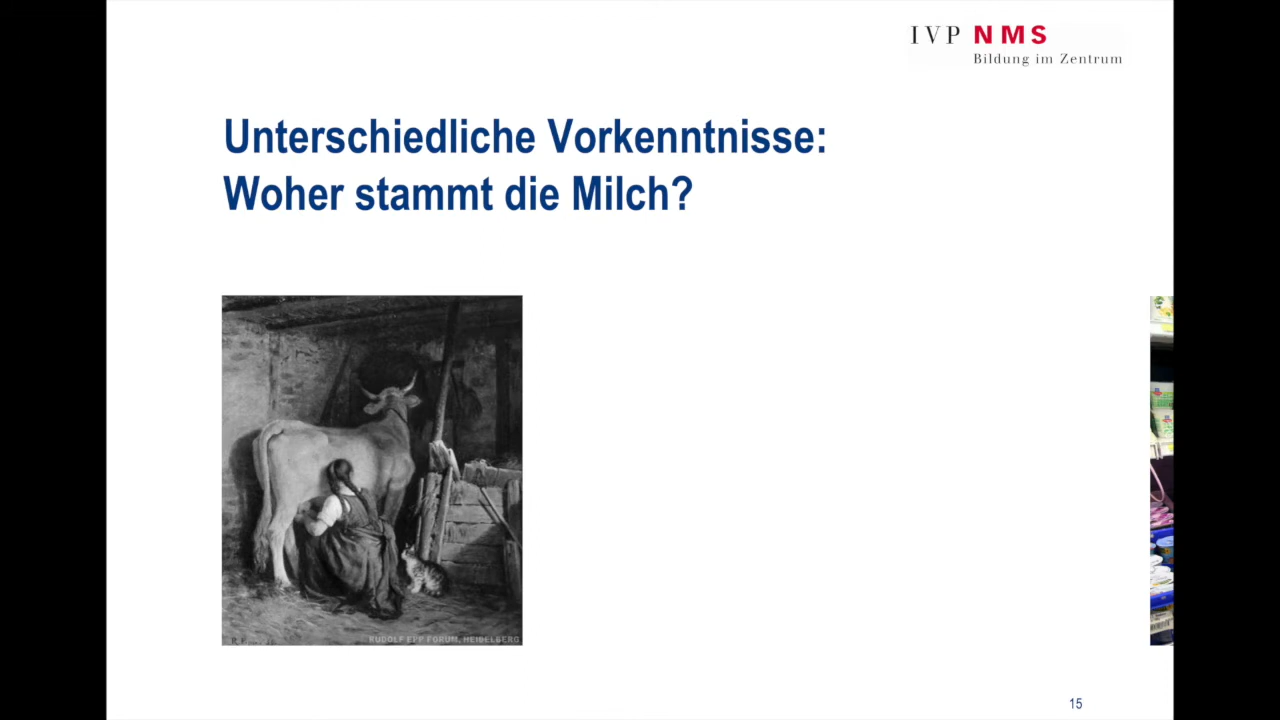 IVP NMS
Bildung im Zentrum
Unterschiedliche Vorkenntnisse:
Woher stammt die Milch?
RUDOLF EPP FORUM, HEIDELBERG
15